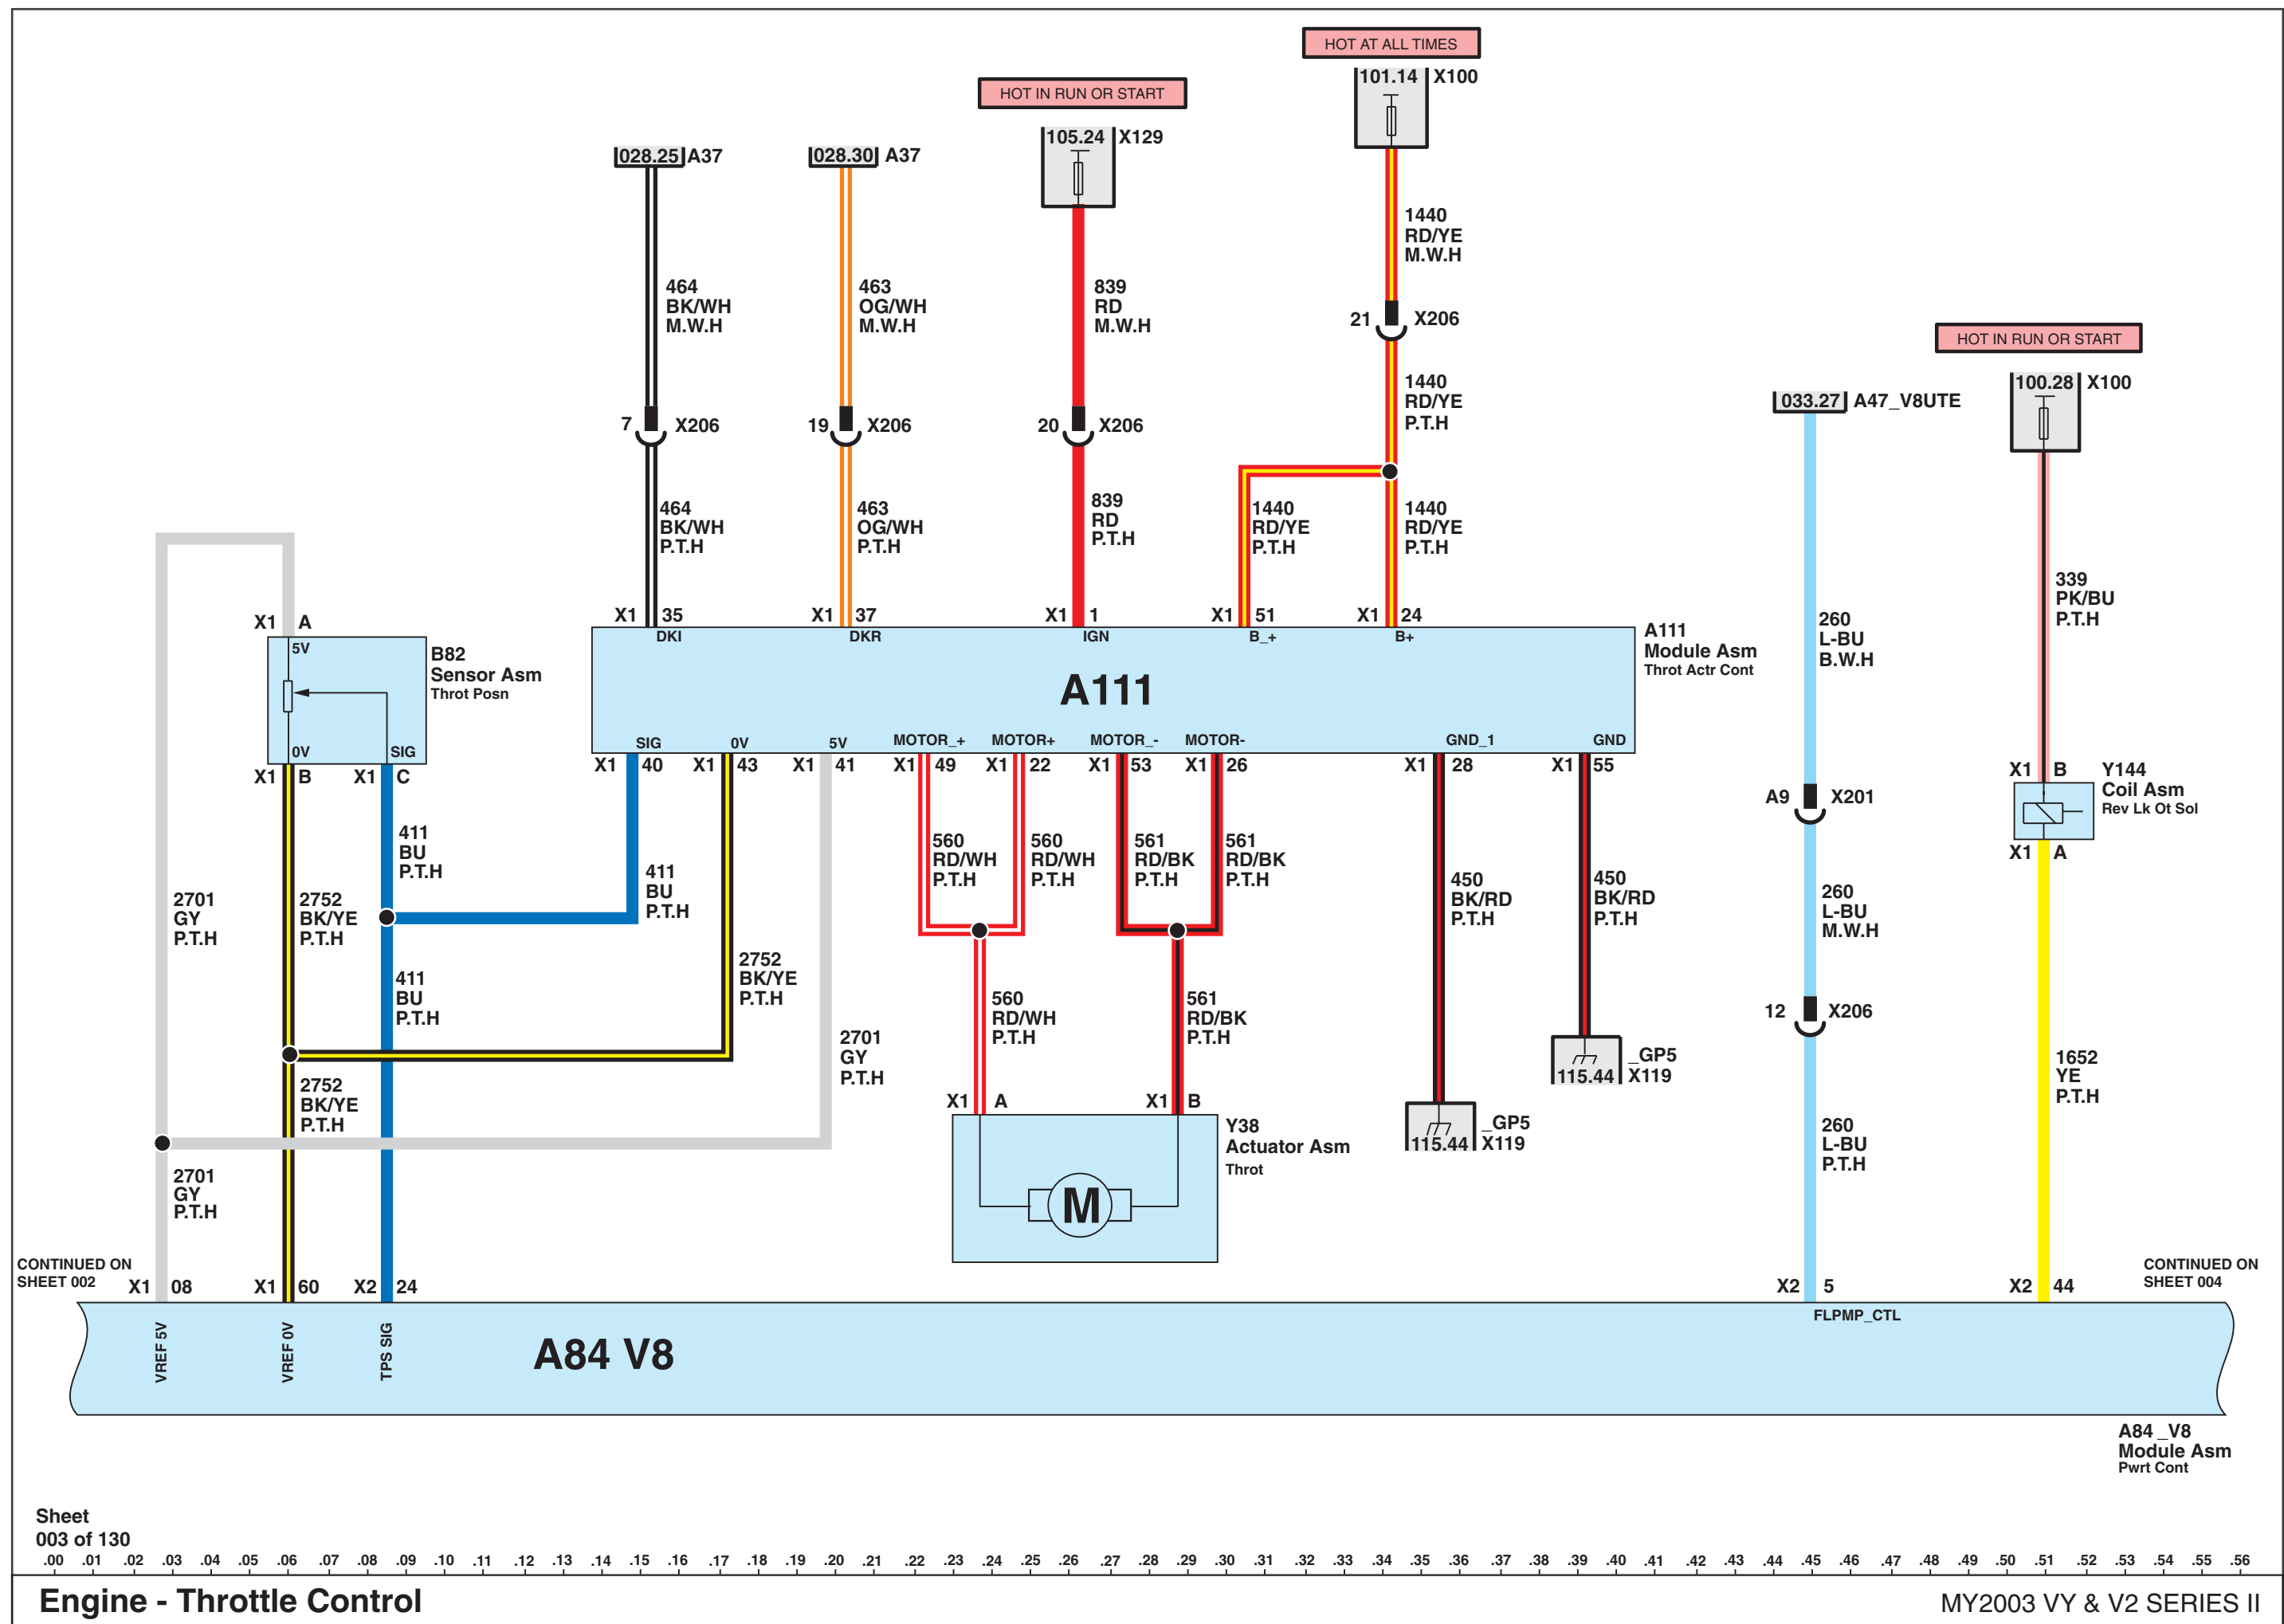 HOT AT ALL TIMES
101.14 X100
HOT IN RUN OR START
105.24 X129
028.25 A37
028.30 A37
1440
RD/YE
M.W.H
464
BK/WH
M.W.H
463
OG/WH
M.W.H
839
RD
M.W.H
21 X206
HOT IN RUN OR START
100.28 X100
1440
RD/YE
P.T.H
033.27 A47_V8UTE
7 X206
19 X206
20 X206
464
BK/WH
P.T.H
463
OG/WH
P.T.H
839
RD
P.T.H
1440
RD/YE
P.T.H
1440
RD/YE
P.T.H
339
PK/BU
P.T.H
260
L-BU
B.W.H
X1 A
5V
0V
SIG
B82
Sensor Asm
Throt Posn
X1 B
X1 C
X1 35
X1 37
X1 1
X1 51
X1 24
DKI
DKR
IGN
B_+
B+
A111
A111
Module Asm
Throt Actr Cont
SIG
0V
5V
MOTOR_+
MOTOR+
MOTOR_-
MOTOR-
GND_1
GND
X1 40
X1 43
X1 41
X1 49
X1 22
X1 53
X1 26
X1 28
X1 55
X1 B
Y144
Coil Asm
Rev Lk Ot Sol
X1 A
A9 X201
411
BU
P.T.H
411
BU
P.T.H
560
RD/WH
P.T.H
560
RD/WH
P.T.H
561
RD/BK
P.T.H
561
RD/BK
P.T.H
450
BK/RD
P.T.H
450
BK/RD
P.T.H
260
L-BU
M.W.H
2701
GY
P.T.H
2752
BK/YE
P.T.H
411
BU
P.T.H
2752
BK/YE
P.T.H
560
RD/WH
P.T.H
561
RD/BK
P.T.H
12 X206
2701
GY
P.T.H
_GP5
115.44 X119
1652
YE
P.T.H
2752
BK/YE
P.T.H
X1 A
X1 B
Y38
Actuator Asm
Throt
M
_GP5
115.44 X119
260
L-BU
P.T.H
2701
GY
P.T.H
CONTINUED ON
SHEET 002
CONTINUED ON
SHEET 004
X1 08
X1 60
X2 24
X2 5
X2 44
VREF 5V
VREF 0V
TPS SIG
FLPMP_CTL
A84 V8
A84 _V8
Module Asm
Pwrt Cont
Sheet
003 of 130
.00 .01 .02 .03 .04 .05 .06 .07 .08 .09 .10 .11 .12 .13 .14 .15 .16 .17 .18 .19 .20 .21 .22 .23 .24 .25 .26 .27 .28 .29 .30 .31 .32 .33 .34 .35 .36 .37 .38 .39 .40 .41 .42 .43 .44 .45 .46 .47 .48 .49 .50 .51 .52 .53 .54 .55 .56
Engine - Throttle Control
MY2003 VY & V2 SERIES II